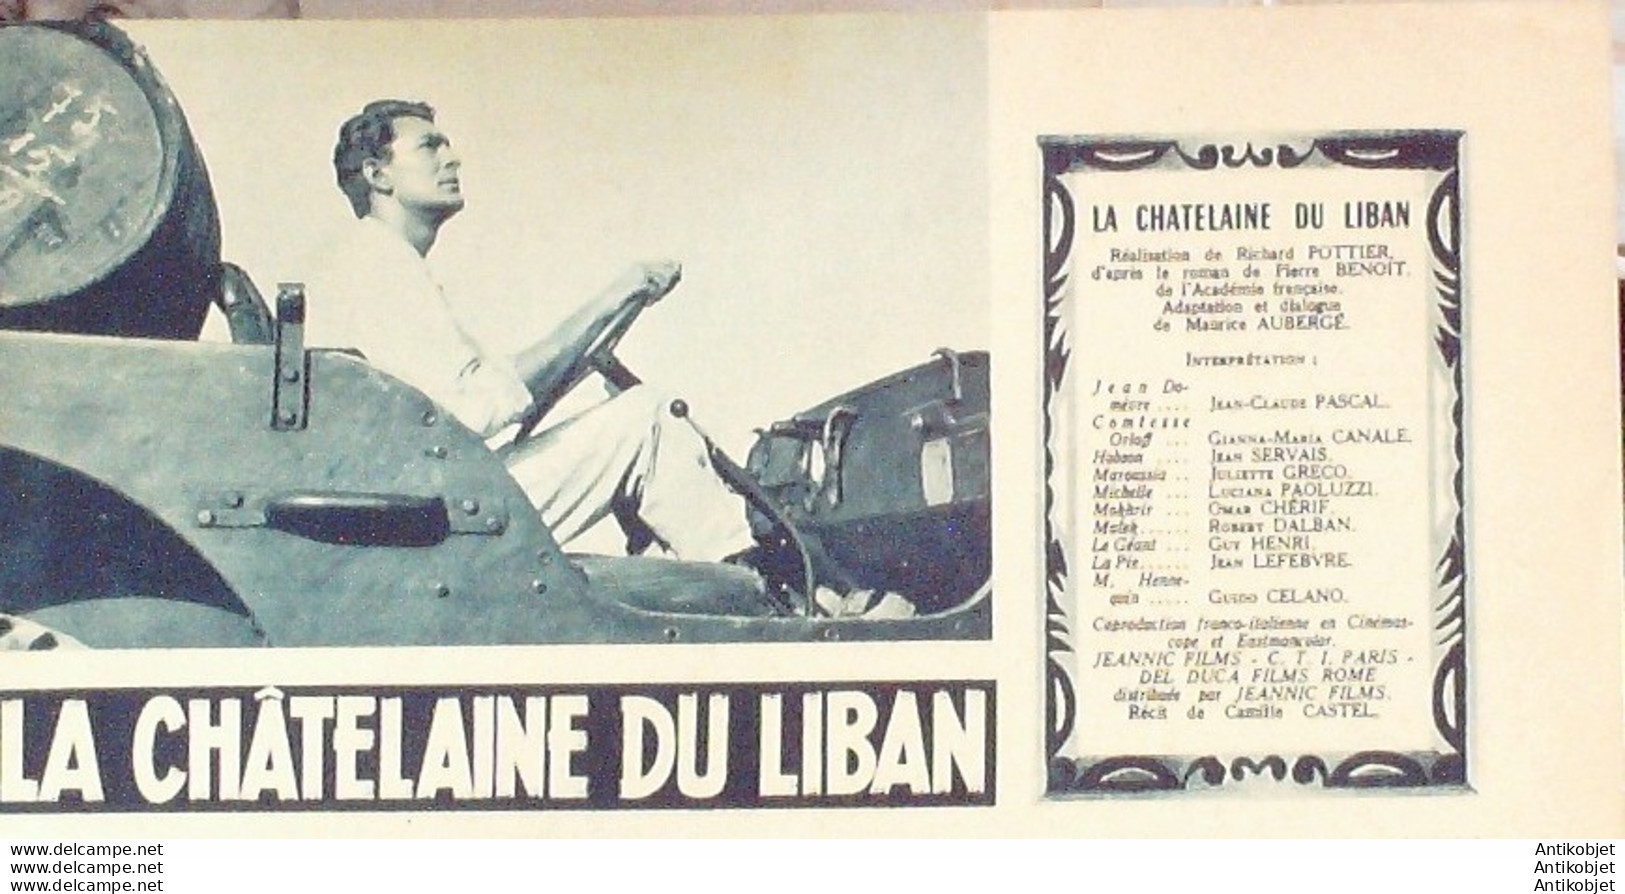 LA CHÂTELAINE DU LIBAN
LA CHATELAINE DU LIBAN
Réalisation de Richard POTTIER,
d'après le roman de Pierre BENOIT,
de l'Académie française.
Adaptation et dialogue
de Maurice AUBERGÉ.
INTERPRÉTATION :
Jean Do-
mèvre .... JEAN-CLAUDE PASCAL.
Comtesse
Orloff ... GIANNA-MARIA CANALE.
Hobson .... JEAN SERVAIS.
Maroussia .. JULIETTE GRECO.
Michelle ... LUCIANA PAOLUZZI.
Mokhrir ... OMAR CHÉRIF.
Malek...... ROBERT DALBAN.
Le Géant ... GUY HENRI.
La Pie...... JEAN LEFEBVRE.
M. Henne-
quin ..... GUIDO CELANO.
Coproduction franco-italienne en Cinémas-
cope et Eastmancolor.
JEANNIC FILMS - C. T. I. PARIS -
DEL DUCA FILMS ROME
distribuée par JEANNIC FILMS.
Récit de Camille CASTEL.
www.delcampe.net
www.delcampe.net
www.delcampe.net
Antikobjet
Antikobjet
Antikobjet